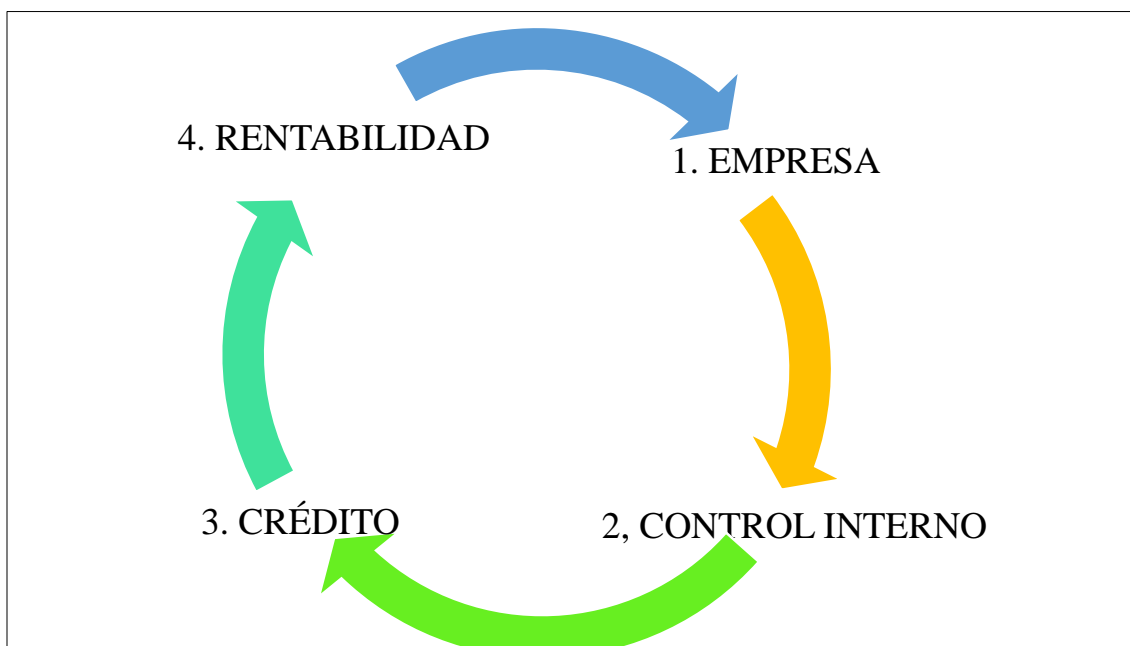 4. RENTABILIDAD
1. EMPRESA
3. CRÉDITO
2, CONTROL INTERNO